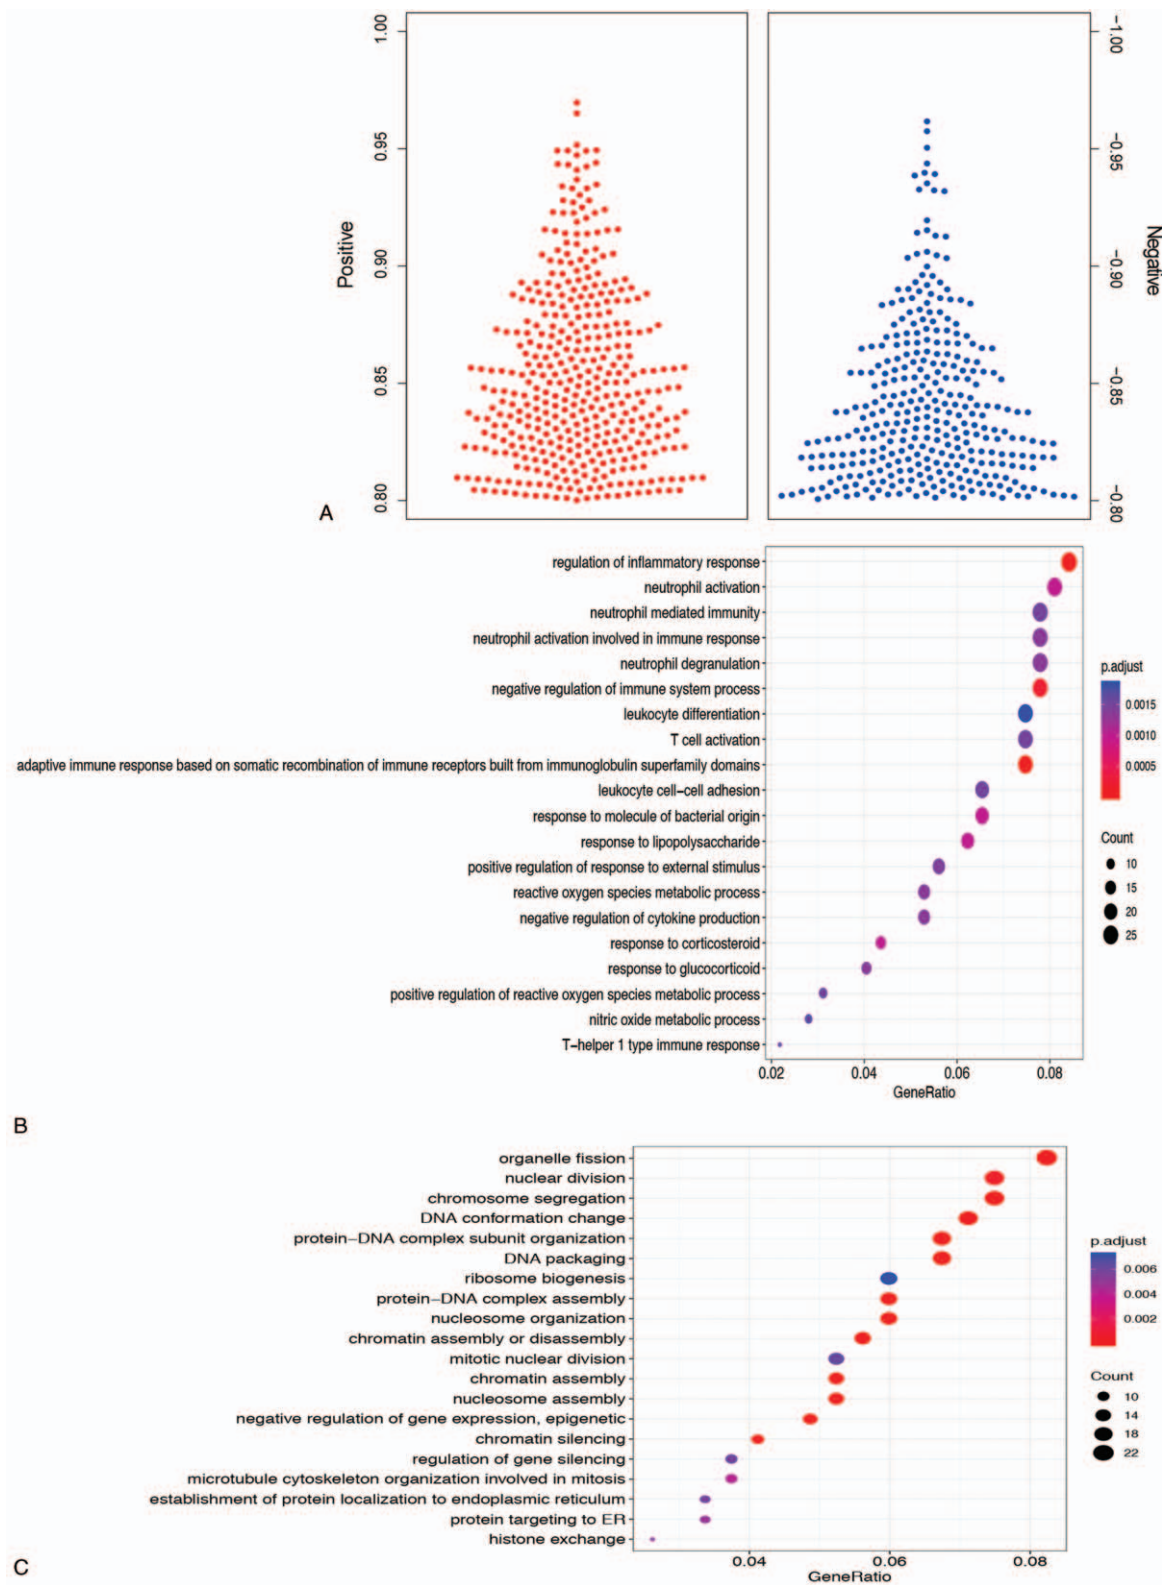 1.00
0.95
0.90
0.85
0.80
Positive
-1.00
-0.95
-0.90
-0.85
-0.80
Negative
A
regulation of inflammatory response
neutrophil activation
neutrophil mediated immunity
neutrophil activation involved in immune response
neutrophil degranulation
negative regulation of immune system process
leukocyte differentiation
T cell activation
adaptive immune response based on somatic recombination of immune receptors built from immunoglobulin superfamily domains
leukocyte cell-cell adhesion
response to molecule of bacterial origin
response to lipopolysaccharide
positive regulation of response to external stimulus
reactive oxygen species metabolic process
negative regulation of cytokine production
response to corticosteroid
response to glucocorticoid
positive regulation of reactive oxygen species metabolic process
nitric oxide metabolic process
T-helper 1 type immune response
0.02 0.04 0.06 0.08
GeneRatio
p.adjust
0.0015
0.0010
0.0005
Count
10
15
20
25
B
organelle fission
nuclear division
chromosome segregation
DNA conformation change
protein-DNA complex subunit organization
DNA packaging
ribosome biogenesis
protein-DNA complex assembly
nucleosome organization
chromatin assembly or disassembly
mitotic nuclear division
chromatin assembly
nucleosome assembly
negative regulation of gene expression, epigenetic
chromatin silencing
regulation of gene silencing
microtubule cytoskeleton organization involved in mitosis
establishment of protein localization to endoplasmic reticulum
protein targeting to ER
histone exchange
0.04 0.06 0.08
GeneRatio
p.adjust
0.006
0.004
0.002
Count
10
14
18
22
C